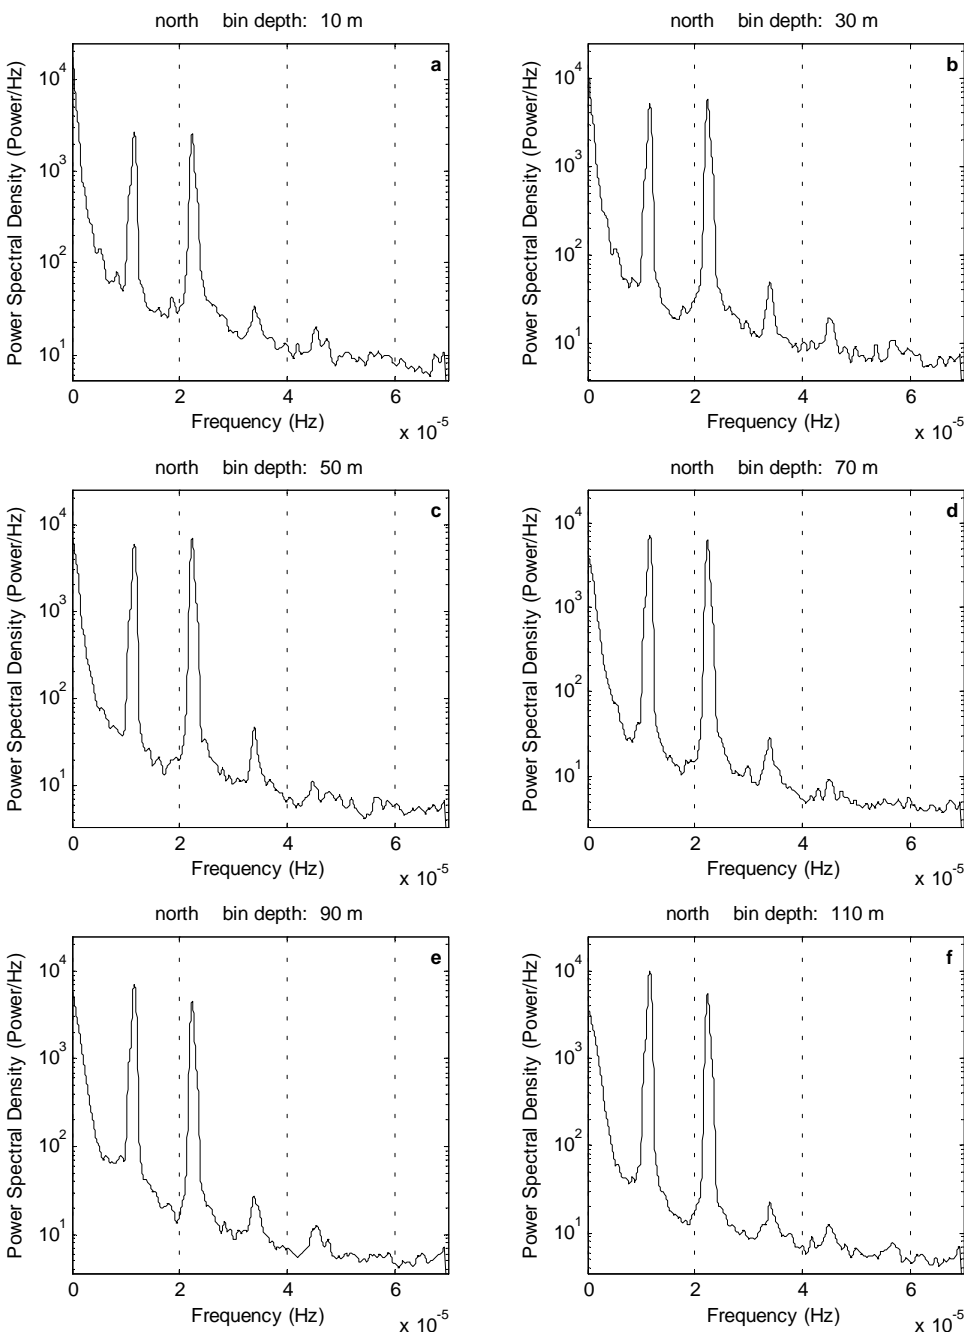 north bin depth: 10 m
a
Power Spectral Density (Power/Hz)
10^4
10^3
10^2
10^1
0 2 4 6
Frequency (Hz)
x 10^-5
north bin depth: 30 m
b
Power Spectral Density (Power/Hz)
10^4
10^3
10^2
10^1
0 2 4 6
Frequency (Hz)
x 10^-5
north bin depth: 50 m
c
Power Spectral Density (Power/Hz)
10^4
10^3
10^2
10^1
0 2 4 6
Frequency (Hz)
x 10^-5
north bin depth: 70 m
d
Power Spectral Density (Power/Hz)
10^4
10^3
10^2
10^1
0 2 4 6
Frequency (Hz)
x 10^-5
north bin depth: 90 m
e
Power Spectral Density (Power/Hz)
10^4
10^3
10^2
10^1
0 2 4 6
Frequency (Hz)
x 10^-5
north bin depth: 110 m
f
Power Spectral Density (Power/Hz)
10^4
10^3
10^2
10^1
0 2 4 6
Frequency (Hz)
x 10^-5